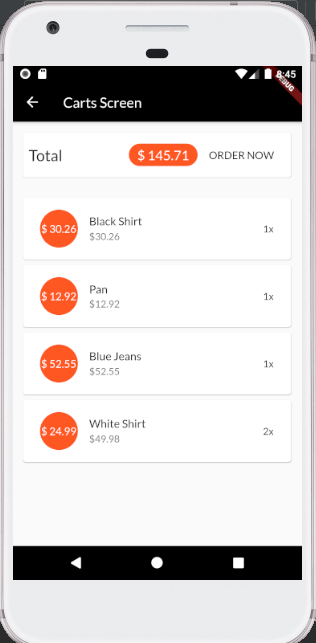 8:45
DEBUG
Carts Screen
Total $ 145.71 ORDER NOW
$ 30.26 Black Shirt 1x
$30.26
$ 12.92 Pan 1x
$12.92
$ 52.55 Blue Jeans 1x
$52.55
$ 24.99 White Shirt 2x
$49.98